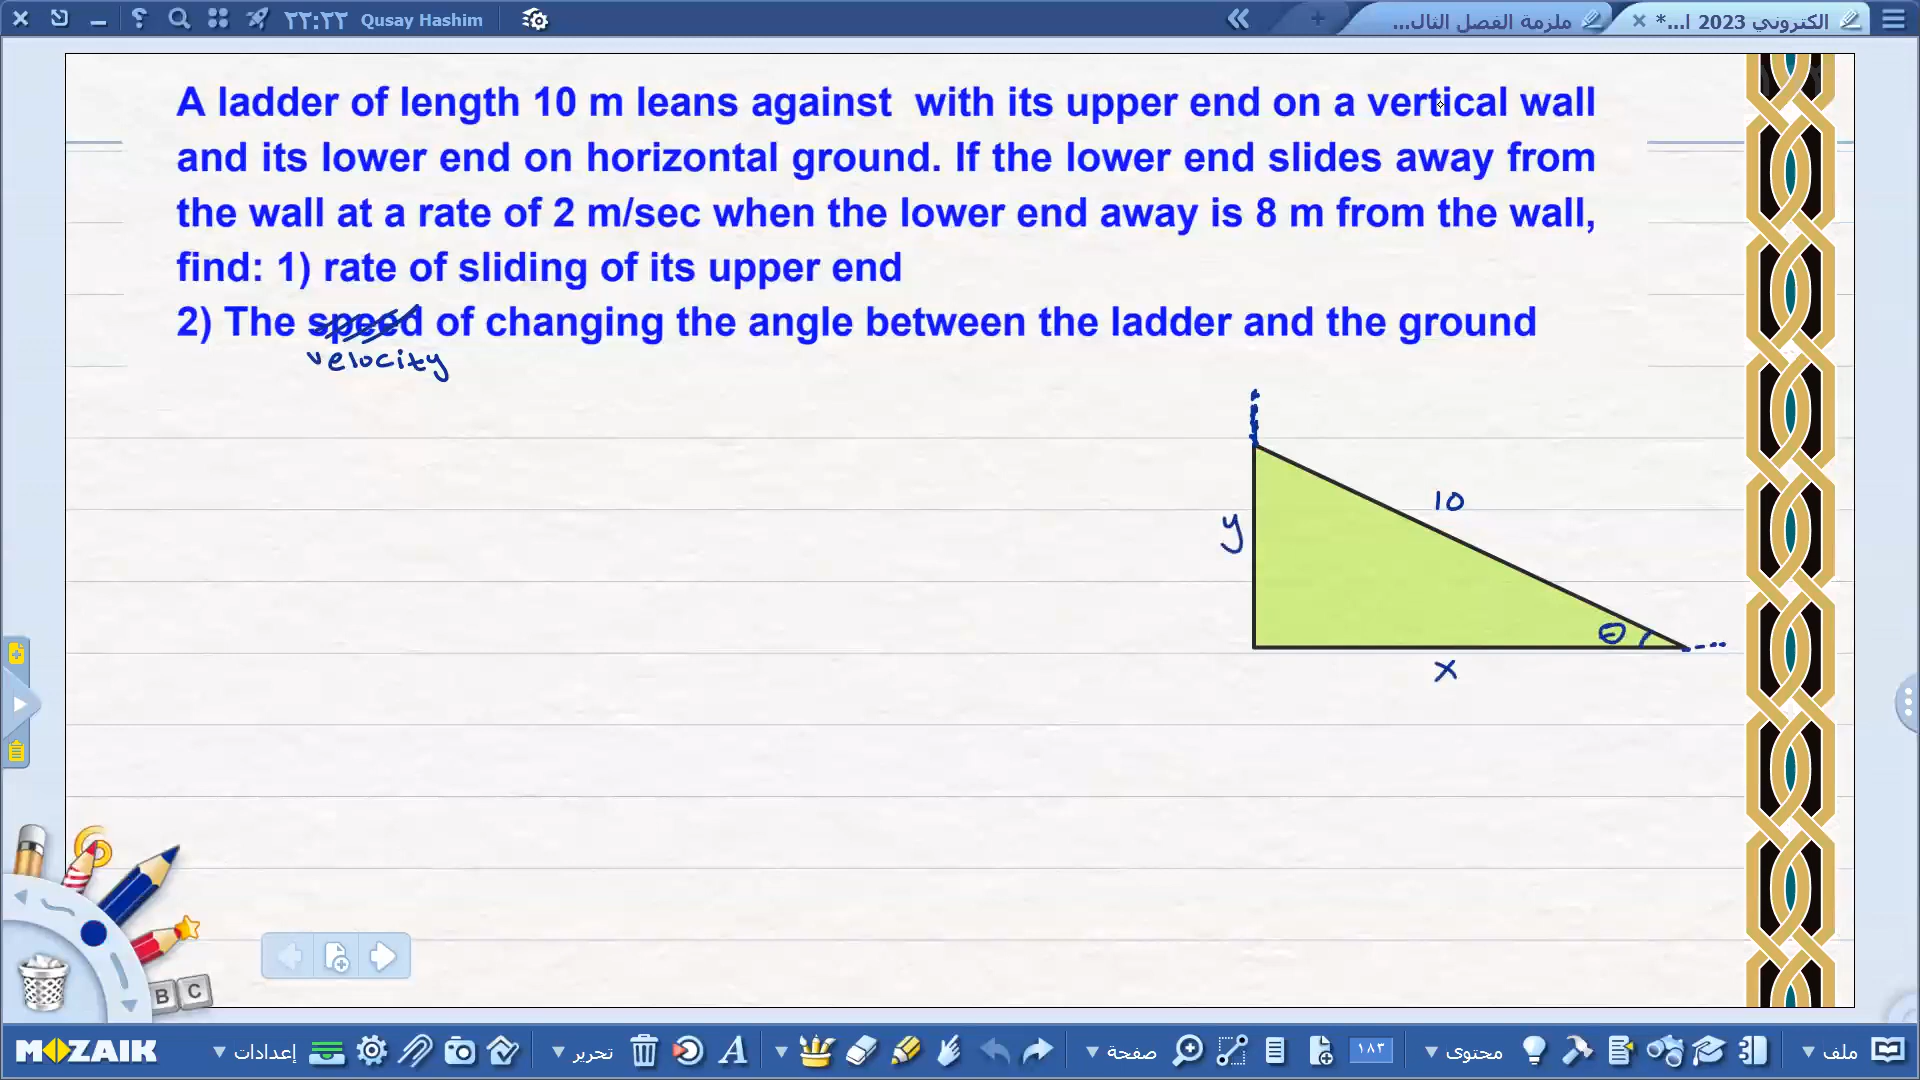 ٢٢:٢٢ Qusay Hashim
ملزمة الفصل الثال...
الكتروني 2023 ا...*
A ladder of length 10 m leans against with its upper end on a vertical wall
and its lower end on horizontal ground. If the lower end slides away from
the wall at a rate of 2 m/sec when the lower end away is 8 m from the wall,
find: 1) rate of sliding of its upper end
2) The speed of changing the angle between the ladder and the ground
velocity
10
y
θ
x
B C
MOZAIK
إعدادات
تحرير
صفحة
١٨٣
محتوى
ملف